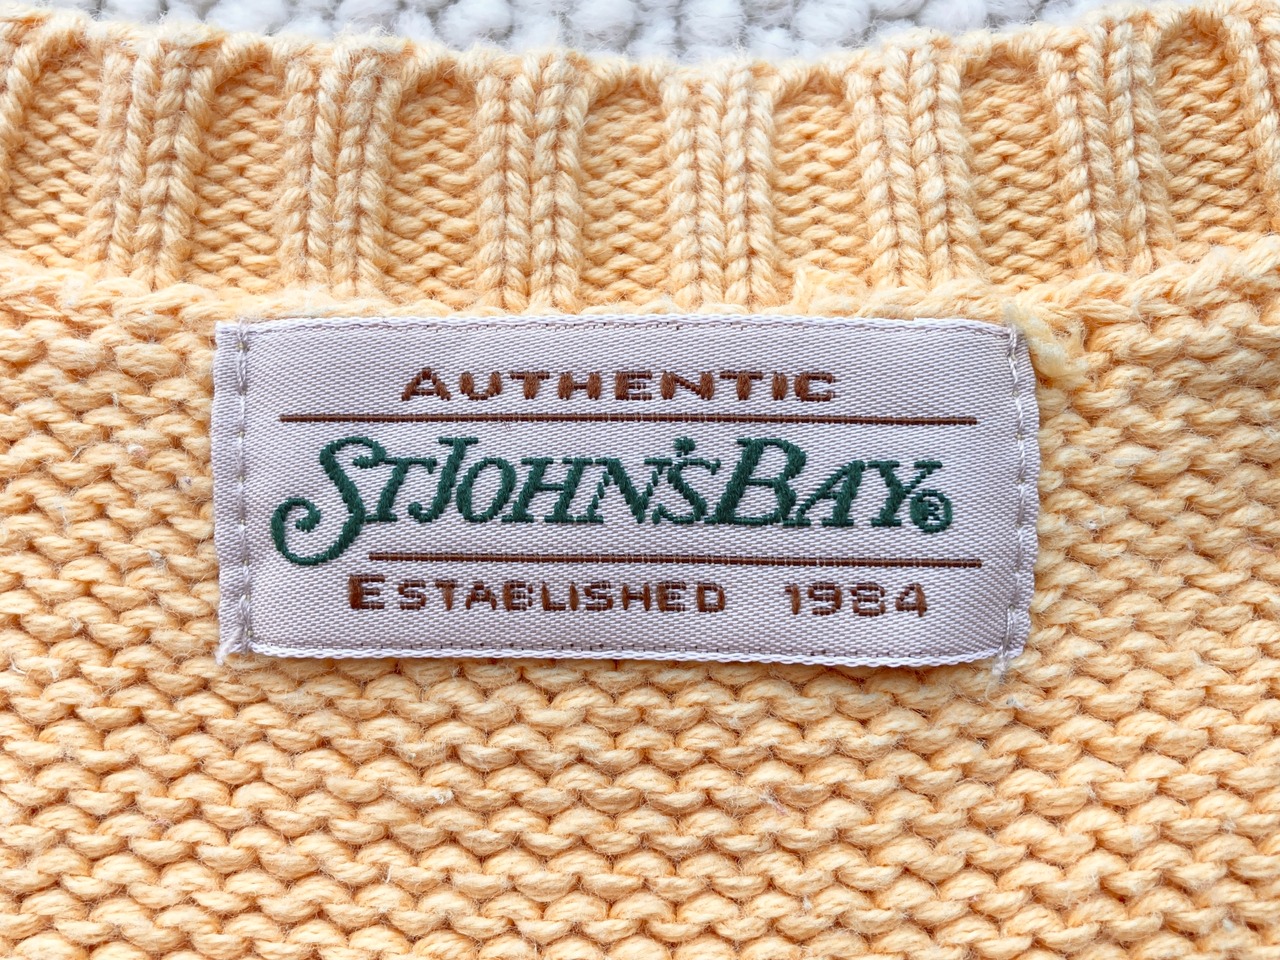 AUTHENTIC
ST JOHN'S BAY®
ESTABLISHED 1984